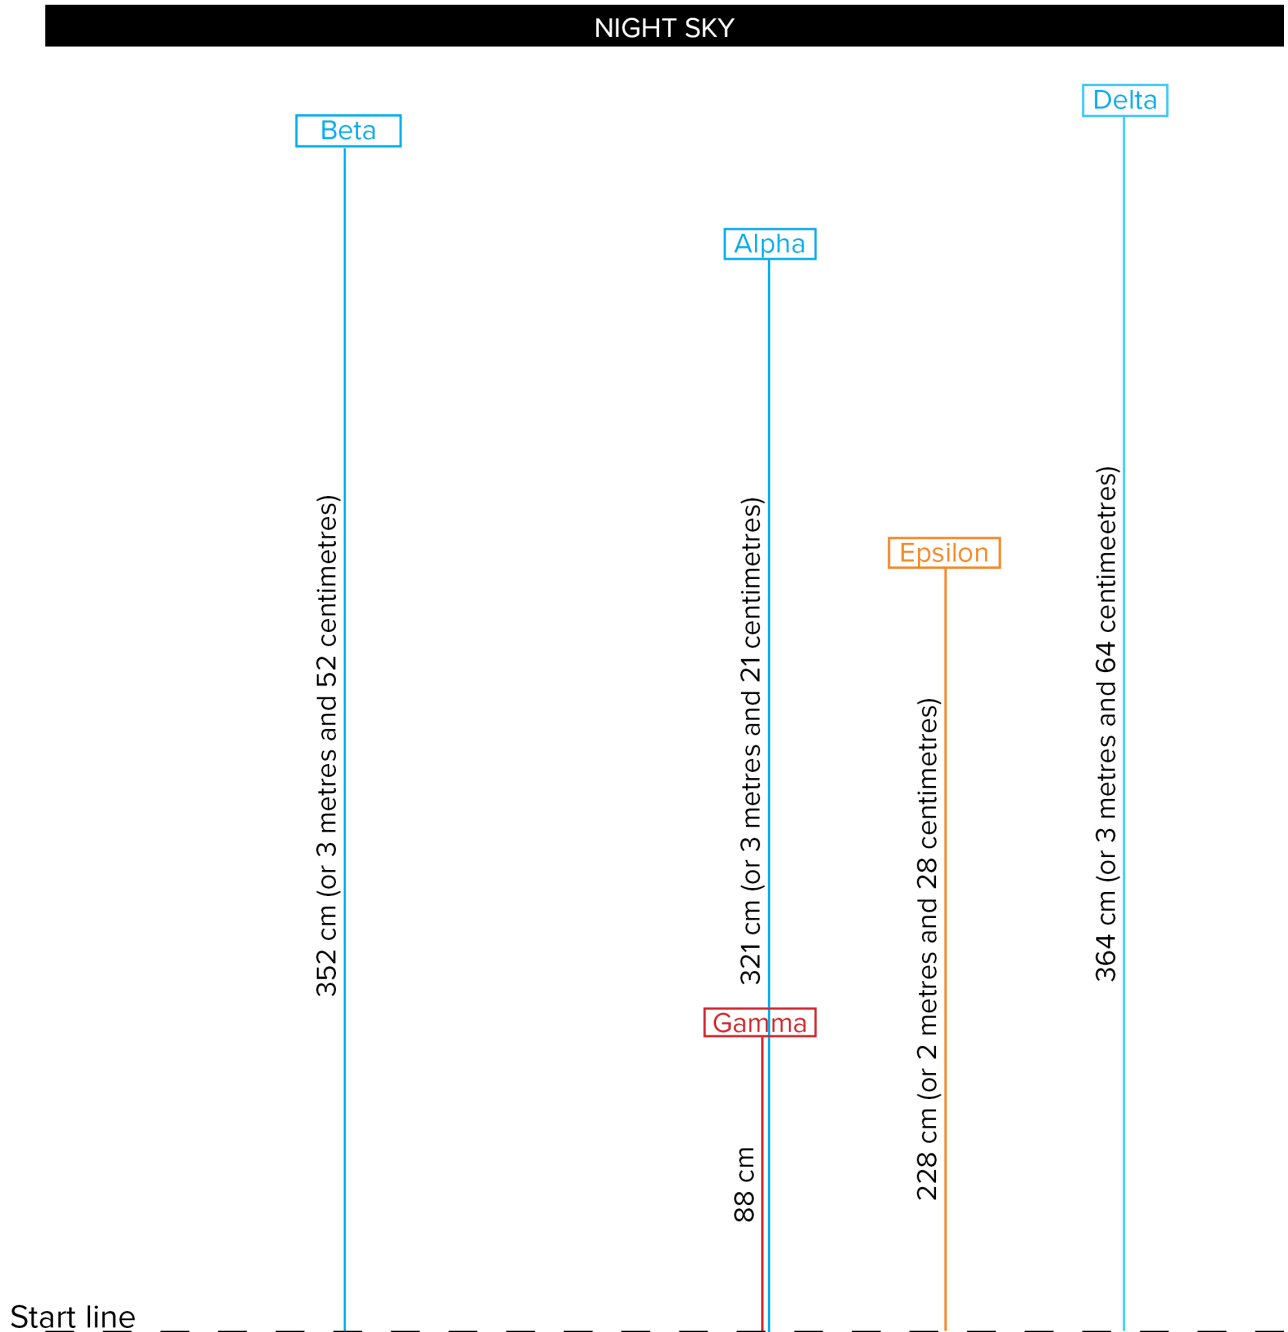 NIGHT SKY
Delta
Beta
Alpha
Epsilon
Gamma
352 cm (or 3 metres and 52 centimetres)
321 cm (or 3 metres and 21 centimetres)
88 cm
228 cm (or 2 metres and 28 centimetres)
364 cm (or 3 metres and 64 centimeetres)
Start line